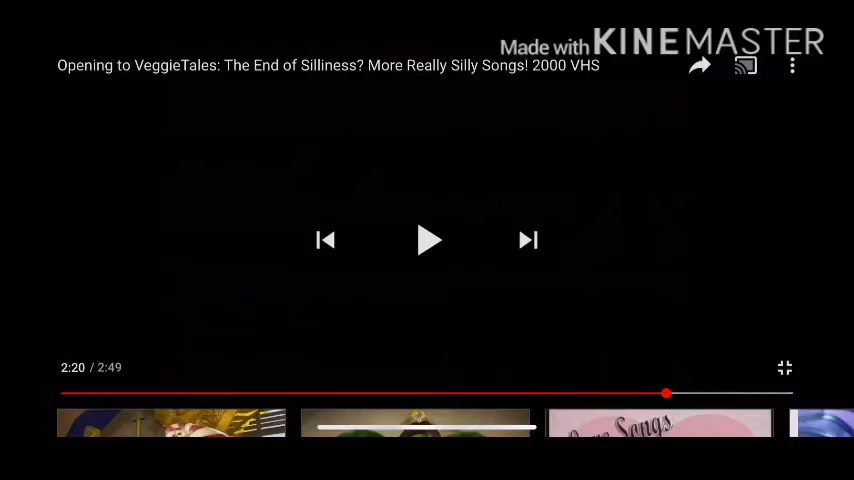 Made with KINEMASTER
Opening to VeggieTales: The End of Silliness? More Really Silly Songs! 2000 VHS
2:20 / 2:49
Songs